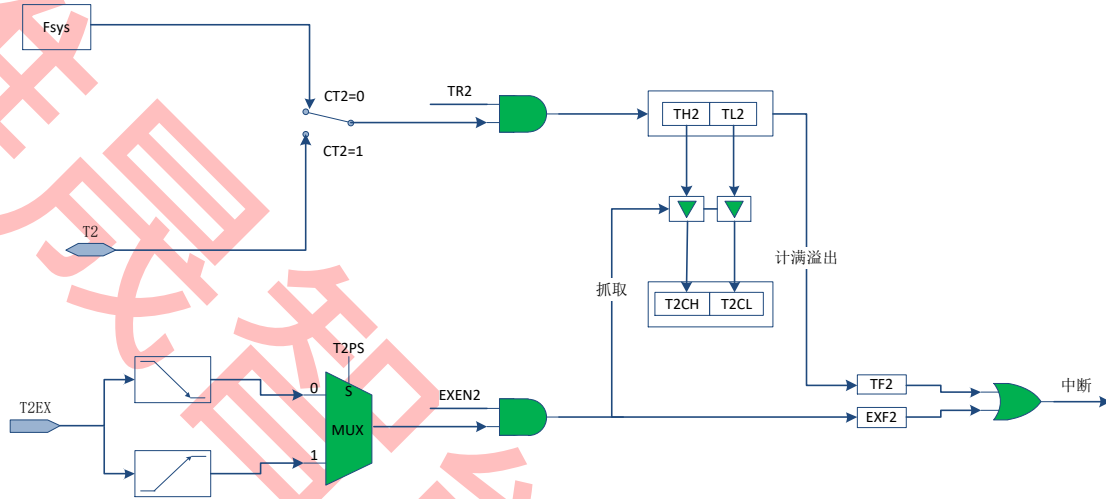 Fsys
CT2=0
TR2
TH2
TL2
CT2=1
T2
计满溢出
抓取
T2CH
T2CL
T2PS
0
S
EXEN2
TF2
中断
T2EX
MUX
EXF2
1